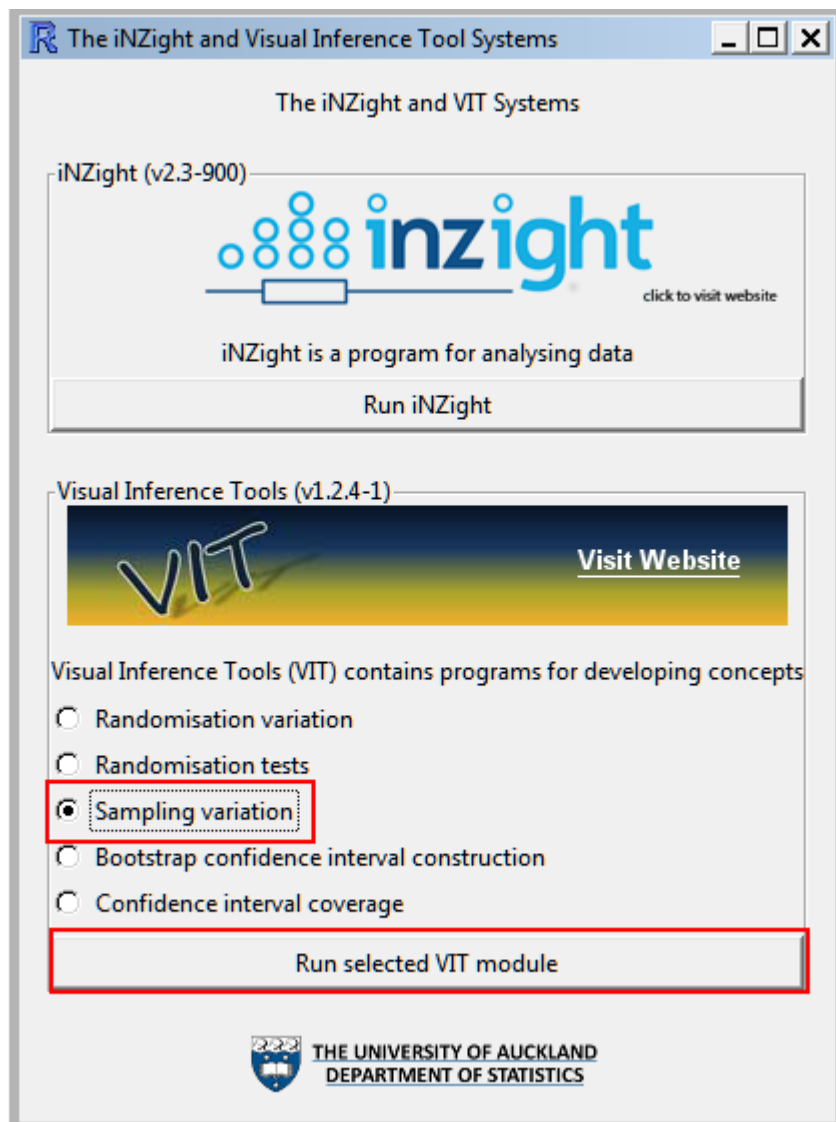 The iNZight and Visual Inference Tool Systems
The iNZight and VIT Systems
iNZight (v2.3-900)
inzight
click to visit website
iNZight is a program for analysing data
Run iNZight
Visual Inference Tools (v1.2.4-1)
VIT
Visit Website
Visual Inference Tools (VIT) contains programs for developing concepts
Randomisation variation
Randomisation tests
Sampling variation
Bootstrap confidence interval construction
Confidence interval coverage
Run selected VIT module
THE UNIVERSITY OF AUCKLAND
DEPARTMENT OF STATISTICS